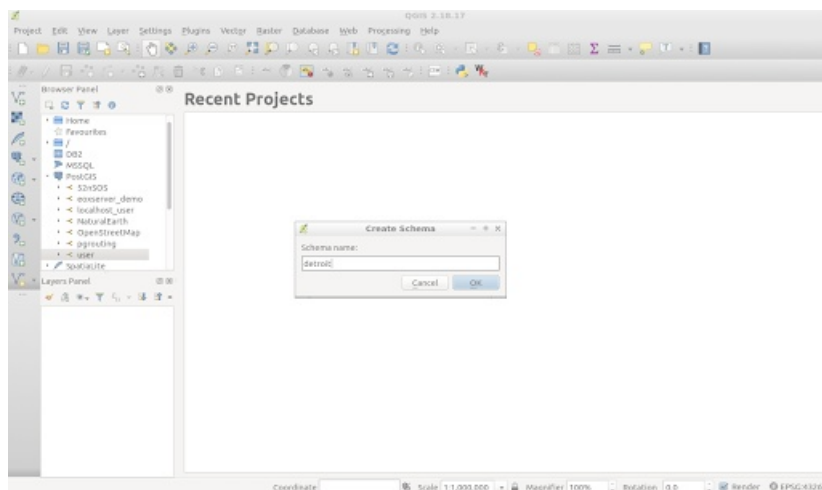 QGIS 2.18.17
Project Edit View Layer Settings Plugins Vector Raster Database Web Processing Help
Browser Panel
Recent Projects
Home
Favourites
/
DB2
MSSQL
PostGIS
52nSOS
eoxserver_demo
localhost_user
NaturalEarth
OpenStreetMap
pgrouting
user
SpatiaLite
Layers Panel
Create Schema
Schema name:
detroit
Cancel OK
Coordinate Scale 1:1,000,000 Magnifier 100% Rotation 0.0 Render EPSG:4326